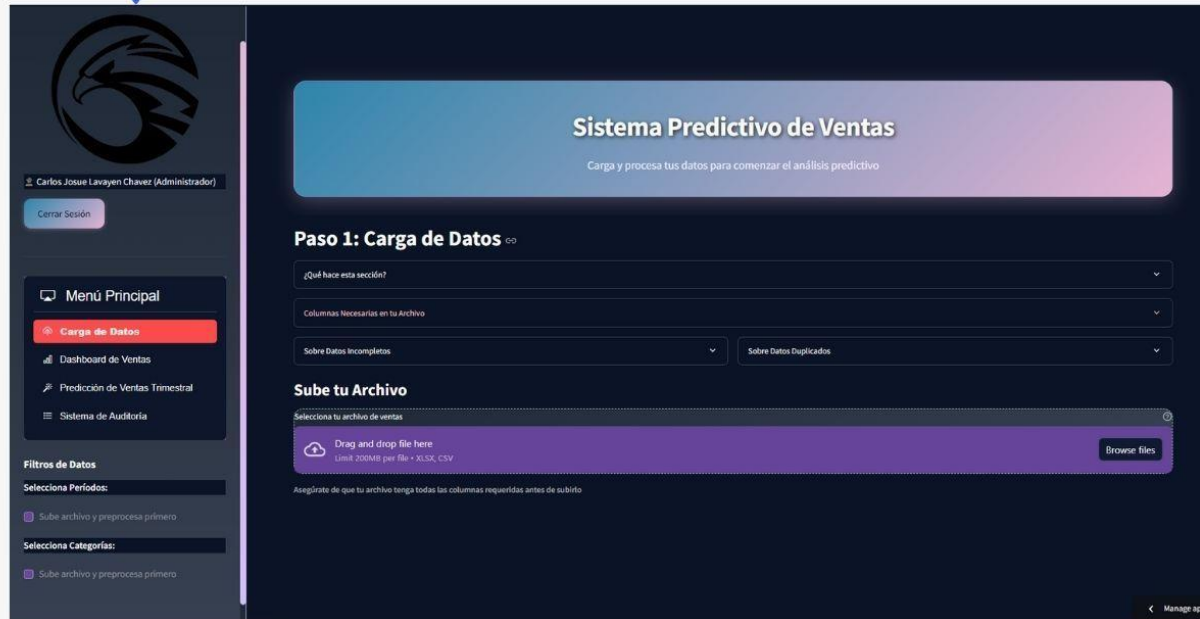 Carlos Josue Lavayen Chavez (Administrador)
Cerrar Sesión
Menú Principal
Carga de Datos
Dashboard de Ventas
Predicción de Ventas Trimestral
Sistema de Auditoría
Filtros de Datos
Selecciona Períodos:
Sube archivo y preprocesa primero
Selecciona Categorías:
Sube archivo y preprocesa primero
Sistema Predictivo de Ventas
Carga y procesa tus datos para comenzar el análisis predictivo
Paso 1: Carga de Datos
¿Qué hace esta sección?
Columnas Necesarias en tu Archivo
Sobre Datos Incompletos
Sobre Datos Duplicados
Sube tu Archivo
Selecciona tu archivo de ventas
Drag and drop file here
Limit 200MB per file • XLSX, CSV
Browse files
Asegúrate de que tu archivo tenga todas las columnas requeridas antes de subirlo
Manage ap